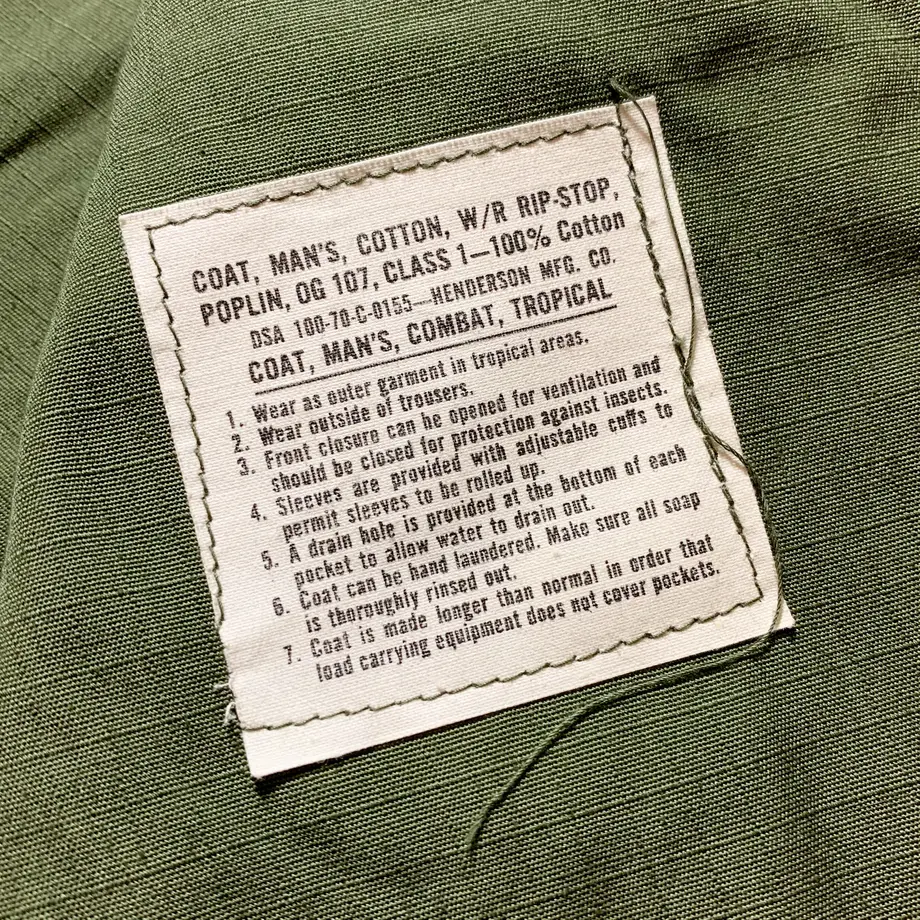 COAT, MAN'S, COTTON, W/R RIP-STOP,
POPLIN, OG 107, CLASS 1—100% Cotton
DSA 100-70-C-0155—HENDERSON MFG. CO.
COAT, MAN'S, COMBAT, TROPICAL
1. Wear as outer garment in tropical areas.
2. Wear outside of trousers.
3. Front closure can be opened for ventilation and
should be closed for protection against insects.
4. Sleeves are provided with adjustable cuffs to
permit sleeves to be rolled up.
5. A drain hole is provided at the bottom of each
pocket to allow water to drain out.
6. Coat can be hand laundered. Make sure all soap
is thoroughly rinsed out.
7. Coat is made longer than normal in order that
load carrying equipment does not cover pockets.